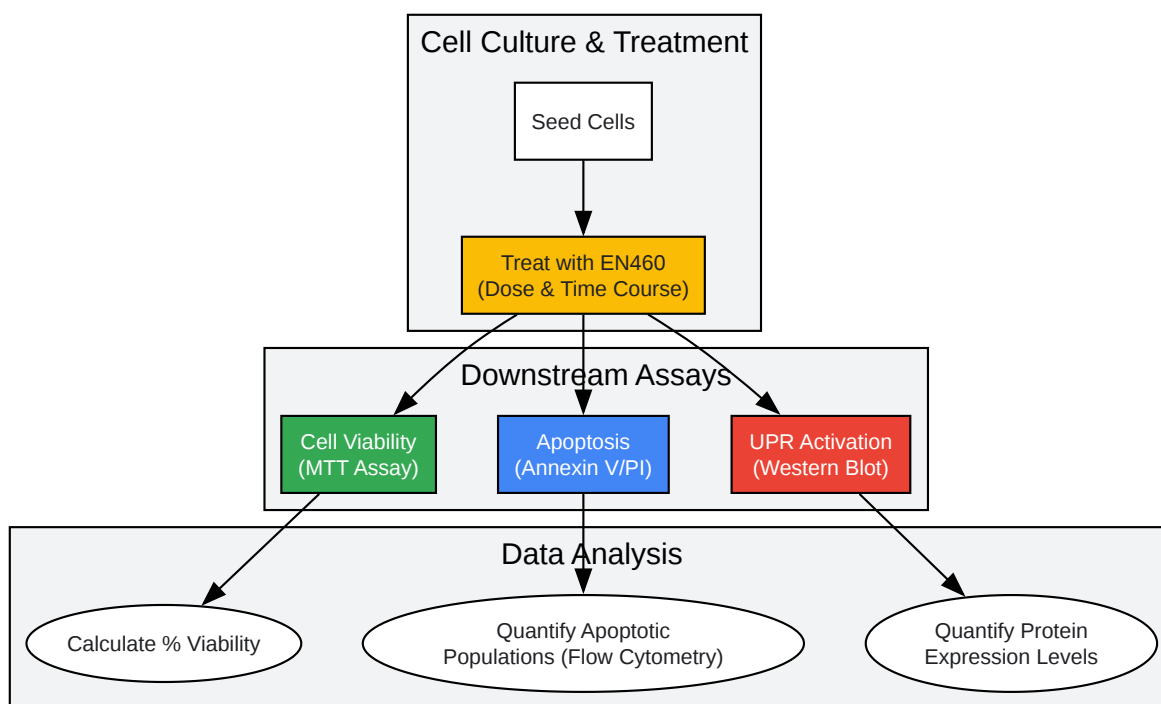 Cell Culture & Treatment
Seed Cells
Treat with EN460
(Dose & Time Course)
Downstream Assays
Cell Viability
(MTT Assay)
Apoptosis
(Annexin V/PI)
UPR Activation
(Western Blot)
Data Analysis
Calculate % Viability
Quantify Apoptotic
Populations (Flow Cytometry)
Quantify Protein
Expression Levels